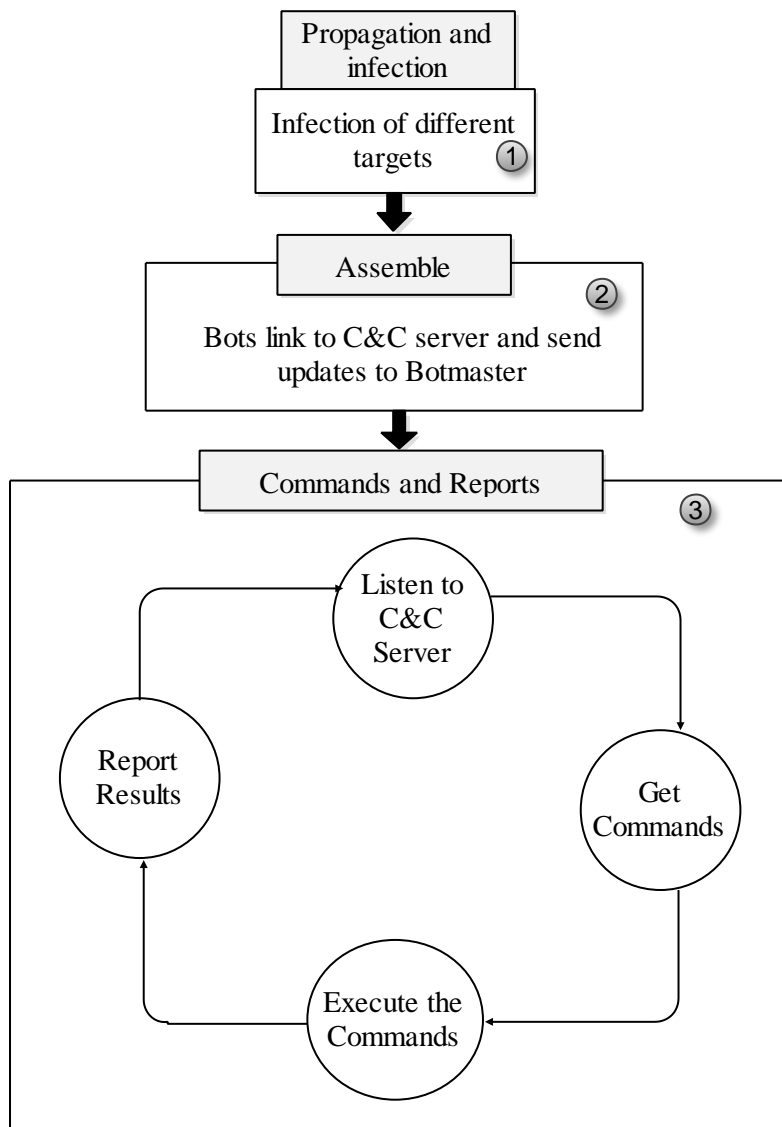 Propagation and
infection
Infection of different
targets
1
Assemble
2
Bots link to C&C server and send
updates to Botmaster
Commands and Reports
3
Listen to
C&C
Server
Report
Results
Get
Commands
Execute the
Commands